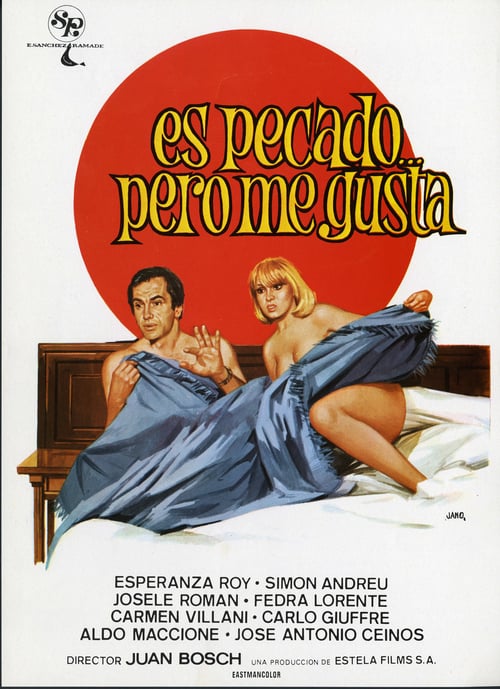 SR
E.SANCHEZ RAMADE
es pecado...
pero me gusta
JANO,
ESPERANZA ROY • SIMON ANDREU
JOSELE ROMAN • FEDRA LORENTE
CARMEN VILLANI • CARLO GIUFFRE
ALDO MACCIONE • JOSE ANTONIO CEINOS
DIRECTOR JUAN BOSCH UNA PRODUCCION DE ESTELA FILMS S.A.
EASTMANCOLOR